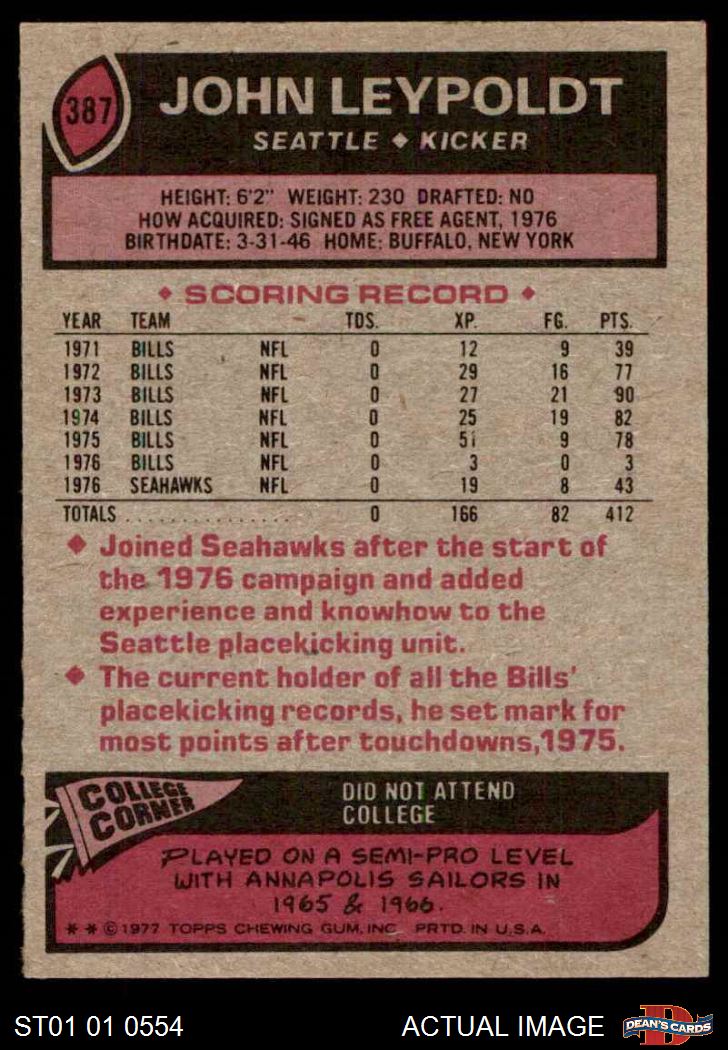 387
JOHN LEYPOLDT
SEATTLE ◆ KICKER
HEIGHT: 6'2" WEIGHT: 230 DRAFTED: NO
HOW ACQUIRED: SIGNED AS FREE AGENT, 1976
BIRTHDATE: 3-31-46 HOME: BUFFALO, NEW YORK
◆ SCORING RECORD ◆
YEAR TEAM TDS. XP. FG. PTS.
1971 BILLS NFL 0 12 9 39
1972 BILLS NFL 0 29 16 77
1973 BILLS NFL 0 27 21 90
1974 BILLS NFL 0 25 19 82
1975 BILLS NFL 0 51 9 78
1976 BILLS NFL 0 3 0 3
1976 SEAHAWKS NFL 0 19 8 43
TOTALS ................ 0 166 82 412
◆ Joined Seahawks after the start of
the 1976 campaign and added
experience and knowhow to the
Seattle placekicking unit.
◆ The current holder of all the Bills'
placekicking records, he set mark for
most points after touchdowns,1975.
COLLEGE
CORNER
DID NOT ATTEND
COLLEGE
PLAYED ON A SEMI-PRO LEVEL
WITH ANNAPOLIS SAILORS IN
1965 & 1966.
* * © 1977 TOPPS CHEWING GUM, INC. PRTD. IN U.S.A.
ST01 01 0554
ACTUAL IMAGE
D
DEAN'S CARDS